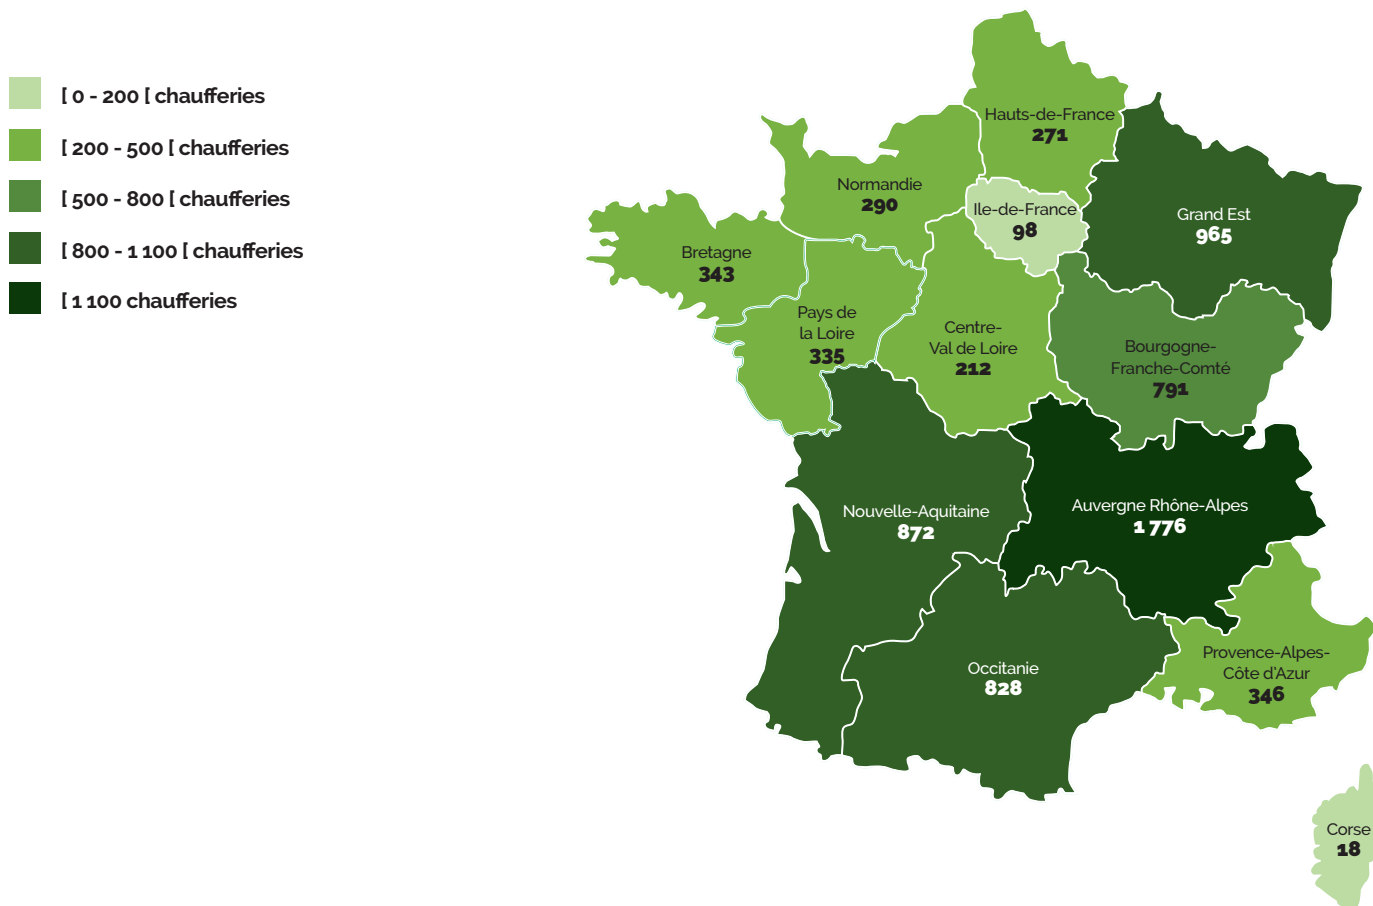 [ 0 - 200 [ chaufferies
[ 200 - 500 [ chaufferies
[ 500 - 800 [ chaufferies
[ 800 - 1 100 [ chaufferies
[ 1 100 chaufferies
Hauts-de-France
271
Normandie
290
Ile-de-France
98
Grand Est
965
Bretagne
343
Pays de
la Loire
335
Centre-
Val de Loire
212
Bourgogne-
Franche-Comté
791
Nouvelle-Aquitaine
872
Auvergne Rhône-Alpes
1 776
Occitanie
828
Provence-Alpes-
Côte d'Azur
346
Corse
18